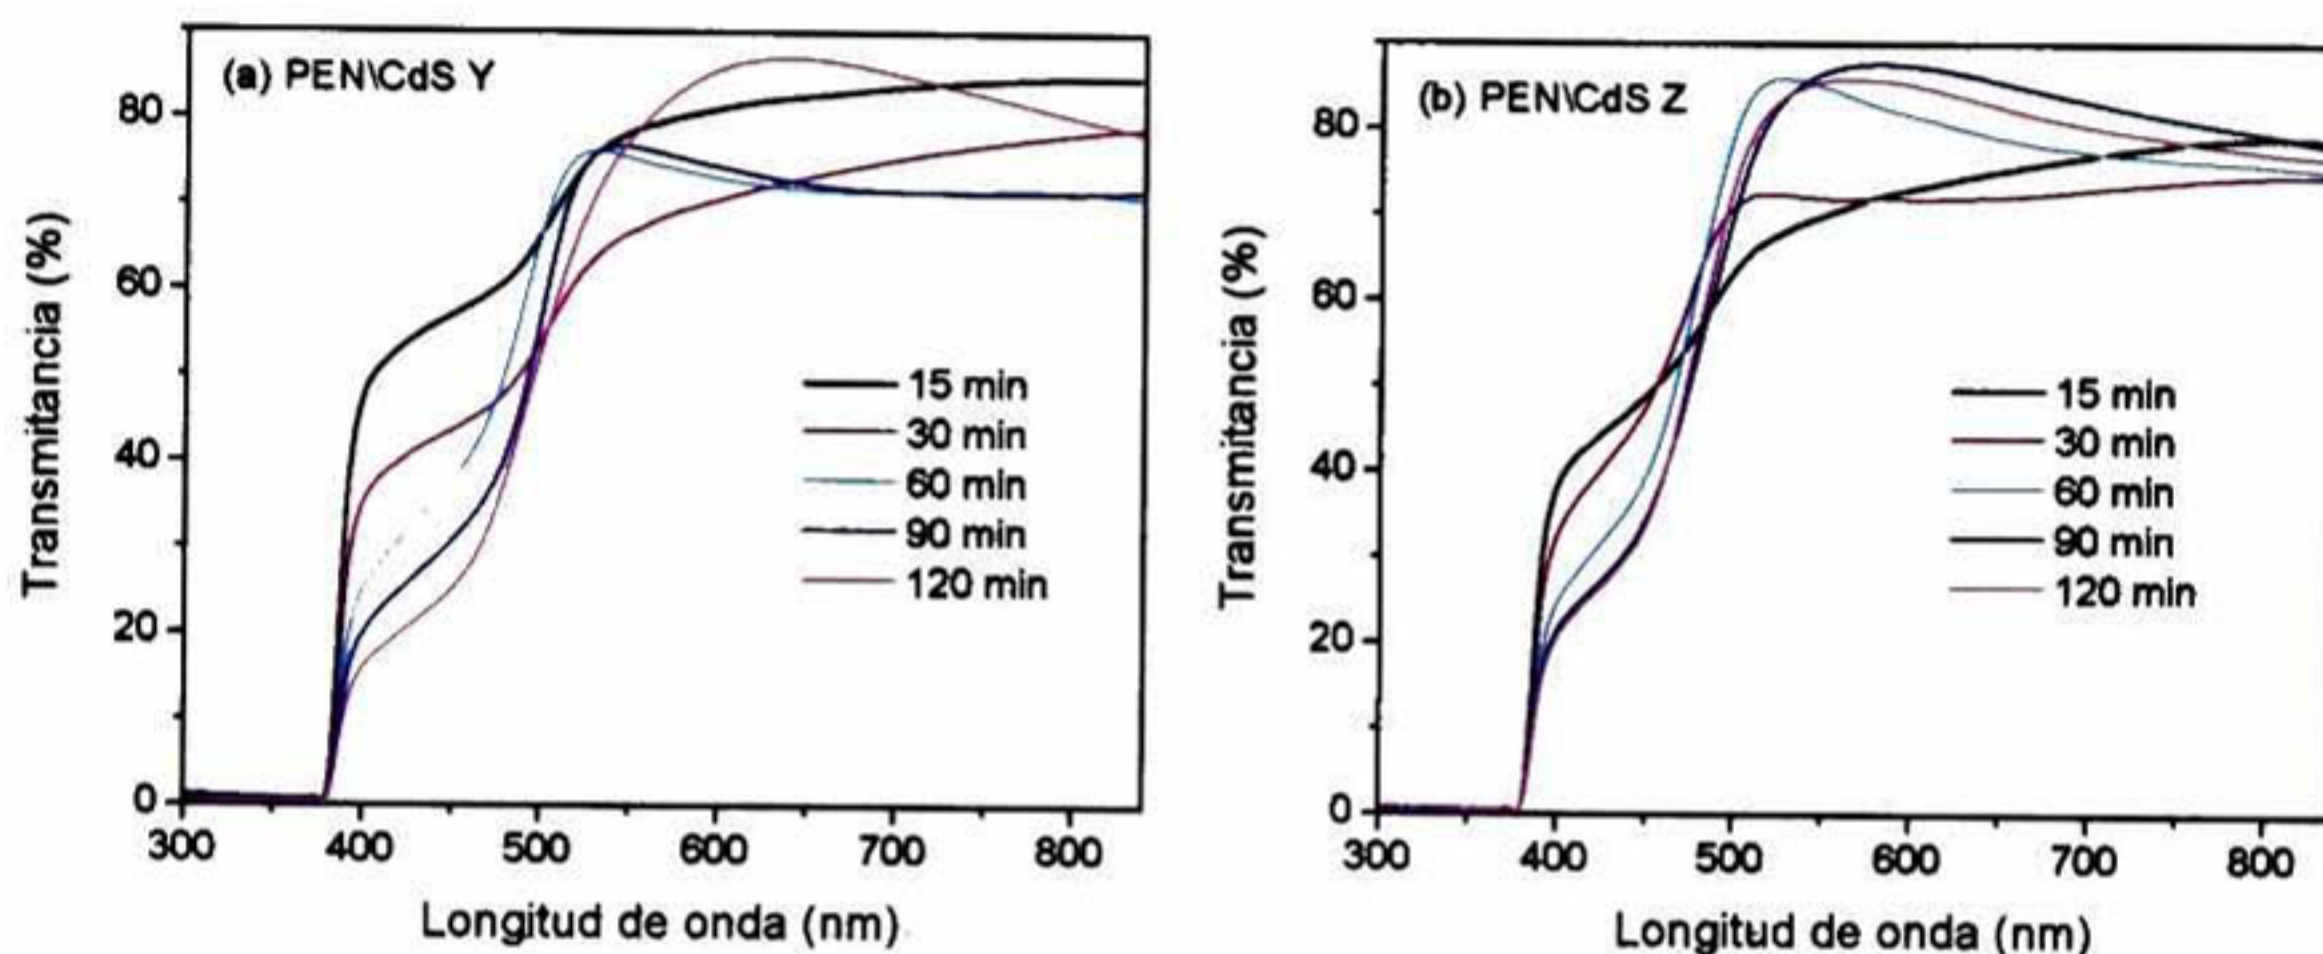 (a) PEN\CdS Y
Transmitancia (%)
80
60
40
20
0
15 min
30 min
60 min
90 min
120 min
300 400 500 600 700 800
Longitud de onda (nm)
(b) PEN\CdS Z
Transmitancia (%)
80
60
40
20
0
15 min
30 min
60 min
90 min
120 min
300 400 500 600 700 800
Longitud de onda (nm)